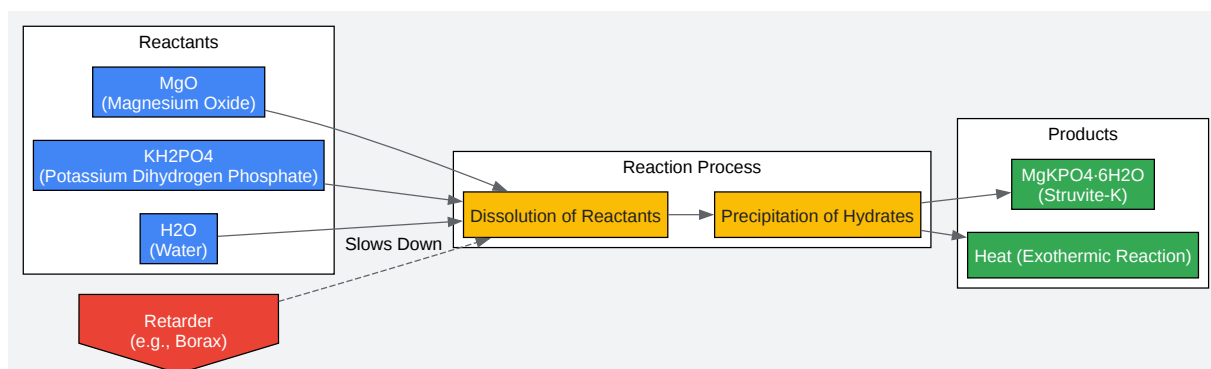 Reactants
MgO
(Magnesium Oxide)
KH2PO4
(Potassium Dihydrogen Phosphate)
H2O
(Water)
Slows Down
Retarder
(e.g., Borax)
Reaction Process
Dissolution of Reactants
Precipitation of Hydrates
Products
MgKPO4·6H2O
(Struvite-K)
Heat (Exothermic Reaction)